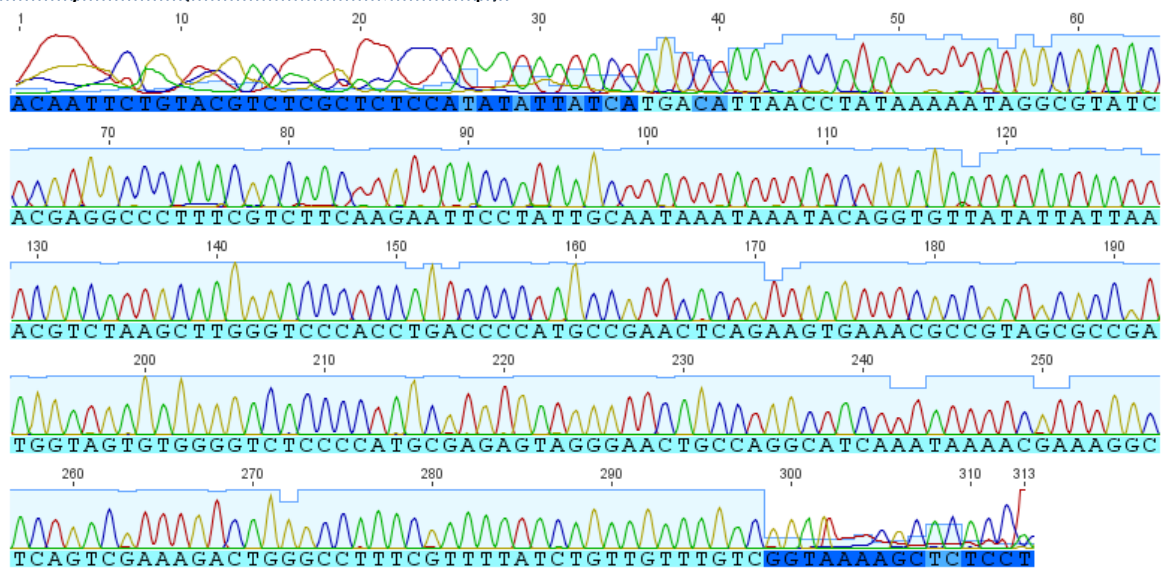 1 10 20 30 40 50 60
ACAATTCTGTACGTCTCGCTCTCCATATATTATCATGACATTAACCTATAAAAATAGGCGTATC
70 80 90 100 110 120
ACGAGGCCCTTTCGTCTTCAAGAATTCCTATTGCAATAAATAAATACAGGTGTTATATTATTAA
130 140 150 160 170 180 190
ACGTCTAAGCTTGGGTCCCACCTGACCCCATGCCGAACTCAGAAGTGAAACGCCGTAGCGCCGA
200 210 220 230 240 250
TGGTAGTGTGGGGTCTCCCCATGCGAGAGTAGGGAACTGCCAGGCATCAAATAAAACGAAAGGC
260 270 280 290 300 310 313
TCAGTCGAAAGACTGGGCCTTTCGTTTTATCTGTTGTTTGTCGGTAAAAGCTCTCCT